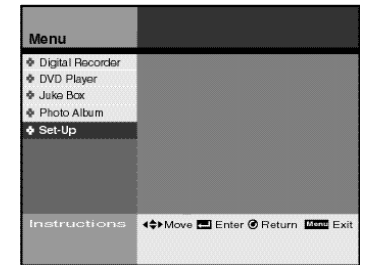 Menu
Digital Recorder
DVD Player
Juke Box
Photo Album
Set-Up
Instructions
Move Enter Return Menu Exit